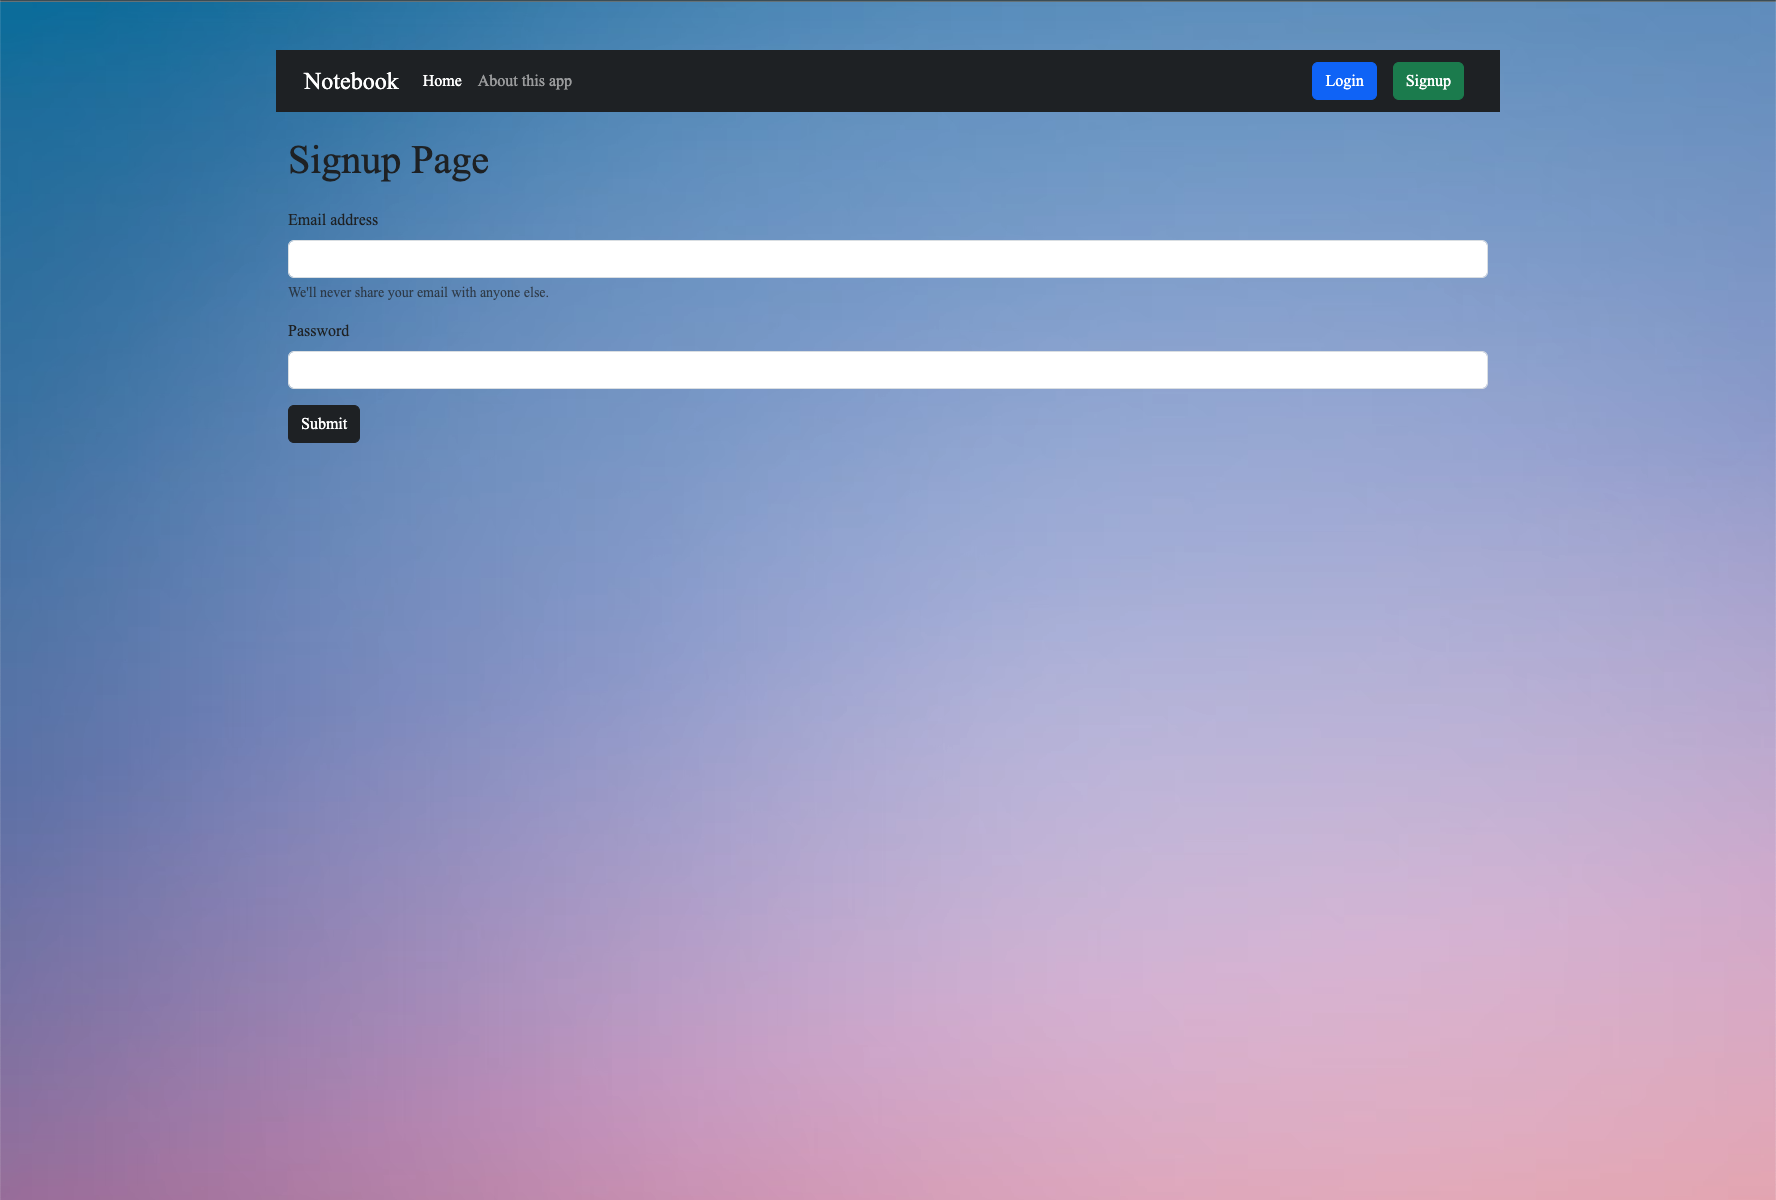 Notebook Home About this app Login Signup
Signup Page
Email address
We'll never share your email with anyone else.
Password
Submit